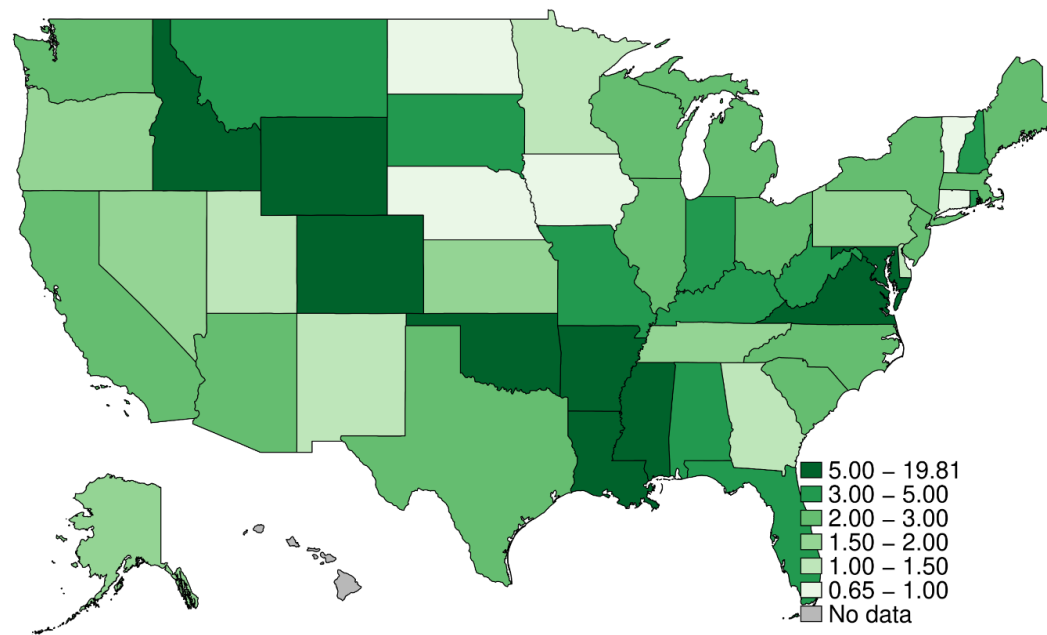 5.00 – 19.81
3.00 – 5.00
2.00 – 3.00
1.50 – 2.00
1.00 – 1.50
0.65 – 1.00
No data